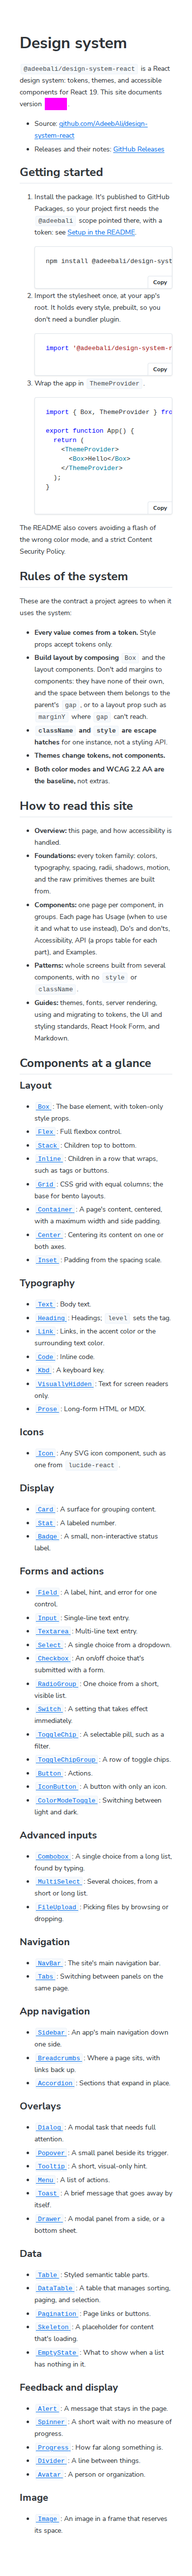 Design system
@adeebali/design-system-react is a React
design system: tokens, themes, and accessible
components for React 19. This site documents
version
Source: github.com/AdeebAli/design-
system-react
Releases and their notes: GitHub Releases
Getting started
1. Install the package. It's published to GitHub
Packages, so your project first needs the
@adeebali scope pointed there, with a
token: see Setup in the README.
npm install @adeebali/design-syst
Copy
2. Import the stylesheet once, at your app's
root. It holds every style, prebuilt, so you
don't need a bundler plugin.
import '@adeebali/design-system-r
Copy
3. Wrap the app in ThemeProvider.
import { Box, ThemeProvider } fro
export function App() {
return (
<ThemeProvider>
<Box>Hello</Box>
</ThemeProvider>
);
}
Copy
The README also covers avoiding a flash of
the wrong color mode, and a strict Content
Security Policy.
Rules of the system
These are the contract a project agrees to when it
uses the system:
Every value comes from a token. Style
props accept tokens only.
Build layout by composing Box and the
layout components. Don't add margins to
components; they have none of their own,
and the space between them belongs to the
parent's gap, or to a layout prop such as
marginY where gap can't reach.
className and style are escape
hatches for one instance, not a styling API.
Themes change tokens, not components.
Both color modes and WCAG 2.2 AA are
the baseline, not extras.
How to read this site
Overview: this page, and how accessibility is
handled.
Foundations: every token family: colors,
typography, spacing, radii, shadows, motion,
and the raw primitives themes are built
from.
Components: one page per component, in
groups. Each page has Usage (when to use
it and what to use instead), Do's and don'ts,
Accessibility, API (a props table for each
part), and Examples.
Patterns: whole screens built from several
components, with no style or
className.
Guides: themes, fonts, server rendering,
using and migrating to tokens, the UI and
styling standards, React Hook Form, and
Markdown.
Components at a glance
Layout
Box: The base element, with token-only
style props.
Flex: Full flexbox control.
Stack: Children top to bottom.
Inline: Children in a row that wraps,
such as tags or buttons.
Grid: CSS grid with equal columns; the
base for bento layouts.
Container: A page's content, centered,
with a maximum width and side padding.
Center: Centering its content on one or
both axes.
Inset: Padding from the spacing scale.
Typography
Text: Body text.
Heading: Headings; level sets the tag.
Link: Links, in the accent color or the
surrounding text color.
Code: Inline code.
Kbd: A keyboard key.
VisuallyHidden: Text for screen readers
only.
Prose: Long-form HTML or MDX.
Icons
Icon: Any SVG icon component, such as
one from lucide-react.
Display
Card: A surface for grouping content.
Stat: A labeled number.
Badge: A small, non-interactive status
label.
Forms and actions
Field: A label, hint, and error for one
control.
Input: Single-line text entry.
Textarea: Multi-line text entry.
Select: A single choice from a dropdown.
Checkbox: An on/off choice that's
submitted with a form.
RadioGroup: One choice from a short,
visible list.
Switch: A setting that takes effect
immediately.
ToggleChip: A selectable pill, such as a
filter.
ToggleChipGroup: A row of toggle chips.
Button: Actions.
IconButton: A button with only an icon.
ColorModeToggle: Switching between
light and dark.
Advanced inputs
Combobox: A single choice from a long list,
found by typing.
MultiSelect: Several choices, from a
short or long list.
FileUpload: Picking files by browsing or
dropping.
Navigation
NavBar: The site's main navigation bar.
Tabs: Switching between panels on the
same page.
App navigation
Sidebar: An app's main navigation down
one side.
Breadcrumbs: Where a page sits, with
links back up.
Accordion: Sections that expand in place.
Overlays
Dialog: A modal task that needs full
attention.
Popover: A small panel beside its trigger.
Tooltip: A short, visual-only hint.
Menu: A list of actions.
Toast: A brief message that goes away by
itself.
Drawer: A modal panel from a side, or a
bottom sheet.
Data
Table: Styled semantic table parts.
DataTable: A table that manages sorting,
paging, and selection.
Pagination: Page links or buttons.
Skeleton: A placeholder for content
that's loading.
EmptyState: What to show when a list
has nothing in it.
Feedback and display
Alert: A message that stays in the page.
Spinner: A short wait with no measure of
progress.
Progress: How far along something is.
Divider: A line between things.
Avatar: A person or organization.
Image
Image: An image in a frame that reserves
its space.